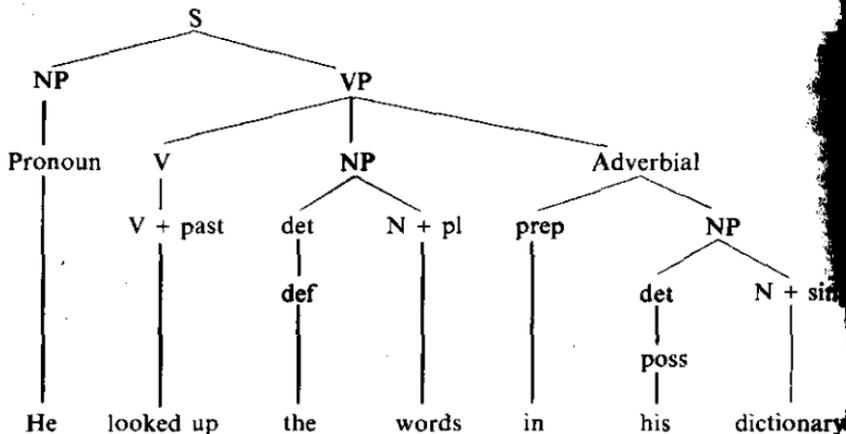 S
NP VP
Pronoun V NP Adverbial
V + past det N + pl prep NP
def det N + sin
poss
He looked up the words in his dictionary